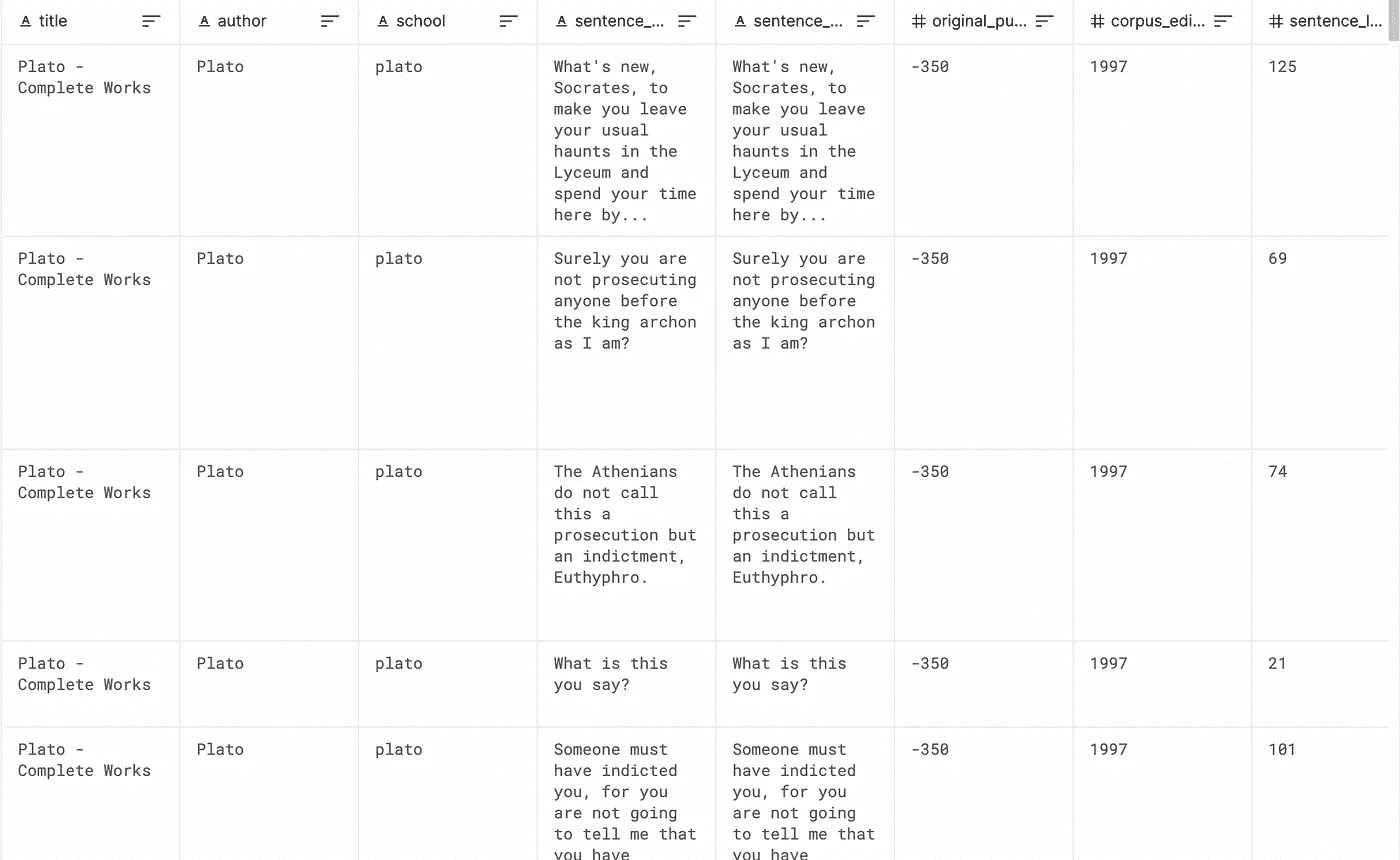 title author school sentence_... sentence_... original_pu... corpus_edi... sentence_l...
Plato -
Complete Works
Plato
plato
What's new,
Socrates, to
make you leave
your usual
haunts in the
Lyceum and
spend your time
here by...
What's new,
Socrates, to
make you leave
your usual
haunts in the
Lyceum and
spend your time
here by...
-350
1997
125
Plato -
Complete Works
Plato
plato
Surely you are
not prosecuting
anyone before
the king archon
as I am?
Surely you are
not prosecuting
anyone before
the king archon
as I am?
-350
1997
69
Plato -
Complete Works
Plato
plato
The Athenians
do not call
this a
prosecution but
an indictment,
Euthyphro.
The Athenians
do not call
this a
prosecution but
an indictment,
Euthyphro.
-350
1997
74
Plato -
Complete Works
Plato
plato
What is this
you say?
What is this
you say?
-350
1997
21
Plato -
Complete Works
Plato
plato
Someone must
have indicted
you, for you
are not going
to tell me that
you have
Someone must
have indicted
you, for you
are not going
to tell me that
you have
-350
1997
101